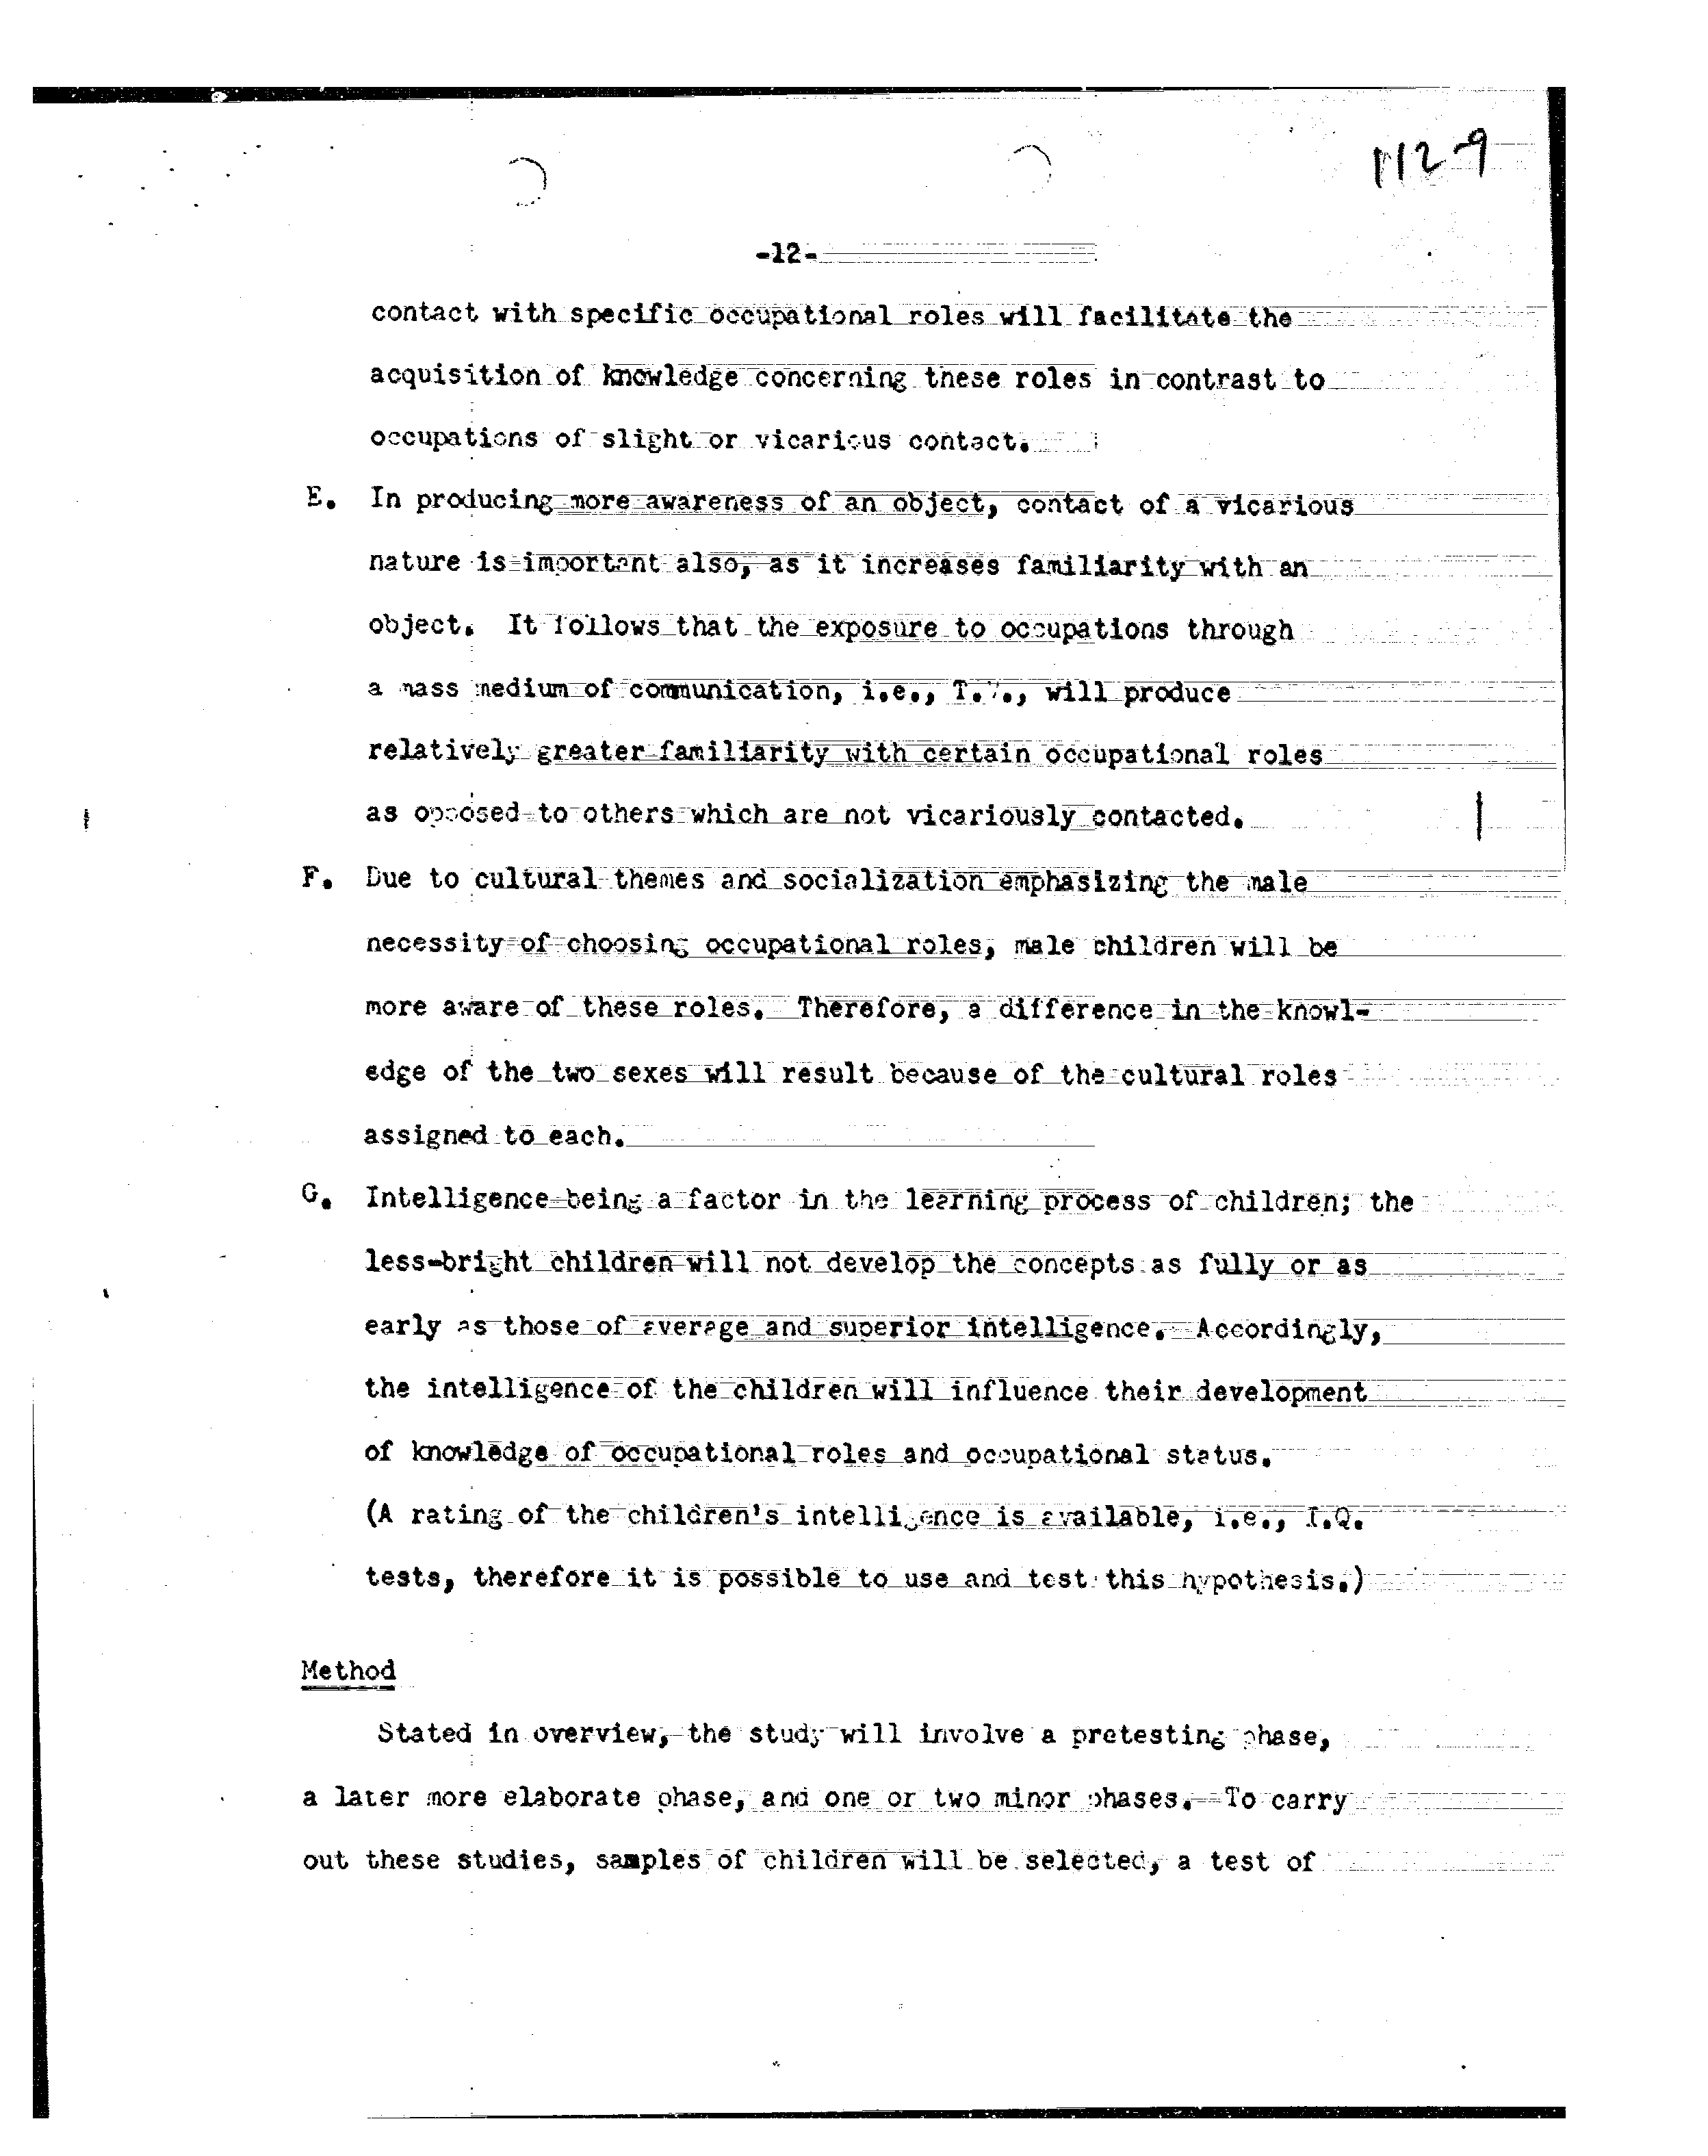 M12-9
-12-
contact with specific occupational roles will facilitate the
acquisition of knowledge concerning these roles in contrast to
occupations of slight or vicarious contact.
E. In producing more awareness of an object, contact of a vicarious
nature is important also, as it increases familiarity with an
object. It follows that the exposure to occupations through
a mass medium of communication, i.e., T.V., will produce
relatively greater familiarity with certain occupational roles
as opposed to others which are not vicariously contacted.
F. Due to cultural themes and socialization emphasizing the male
necessity of choosing occupational roles, male children will be
more aware of these roles. Therefore, a difference in the knowl-
edge of the two sexes will result because of the cultural roles
assigned to each.
G. Intelligence being a factor in the learning process of children; the
less-bright children will not develop the concepts as fully or as
early as those of average and superior intelligence. Accordingly,
the intelligence of the children will influence their development
of knowledge of occupational roles and occupational status.
(A rating of the children's intelligence is available, i.e., I.Q.
tests, therefore it is possible to use and test this hypothesis.)
Method
Stated in overview, the study will involve a pretesting phase,
a later more elaborate phase, and one or two minor phases. To carry
out these studies, samples of children will be selected, a test of